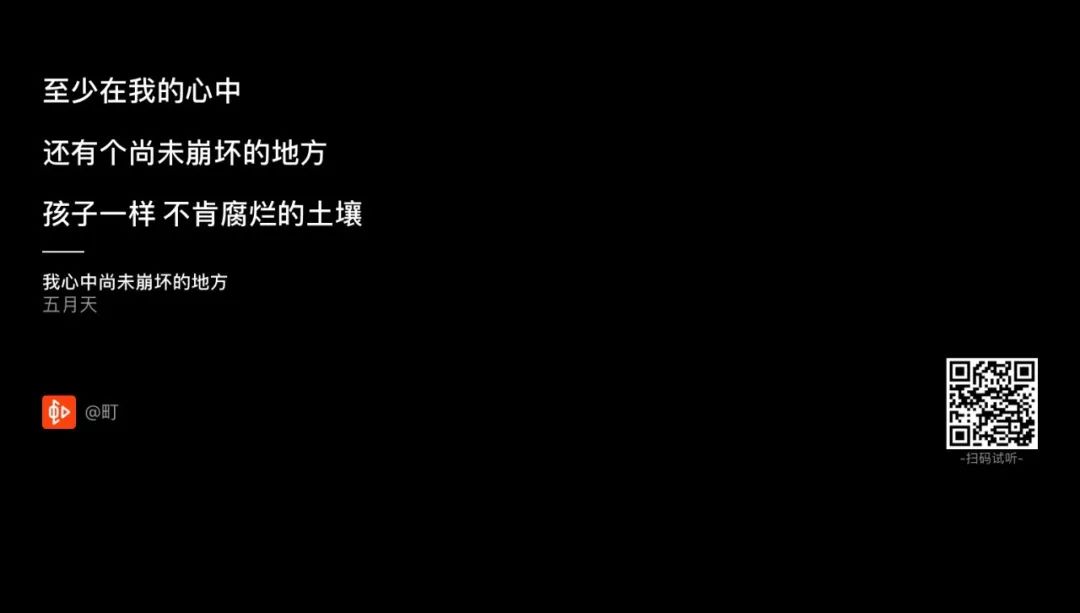 至少在我的心中
还有个尚未崩坏的地方
孩子一样 不肯腐烂的土壤
我心中尚未崩坏的地方
五月天
@町
-扫码试听-